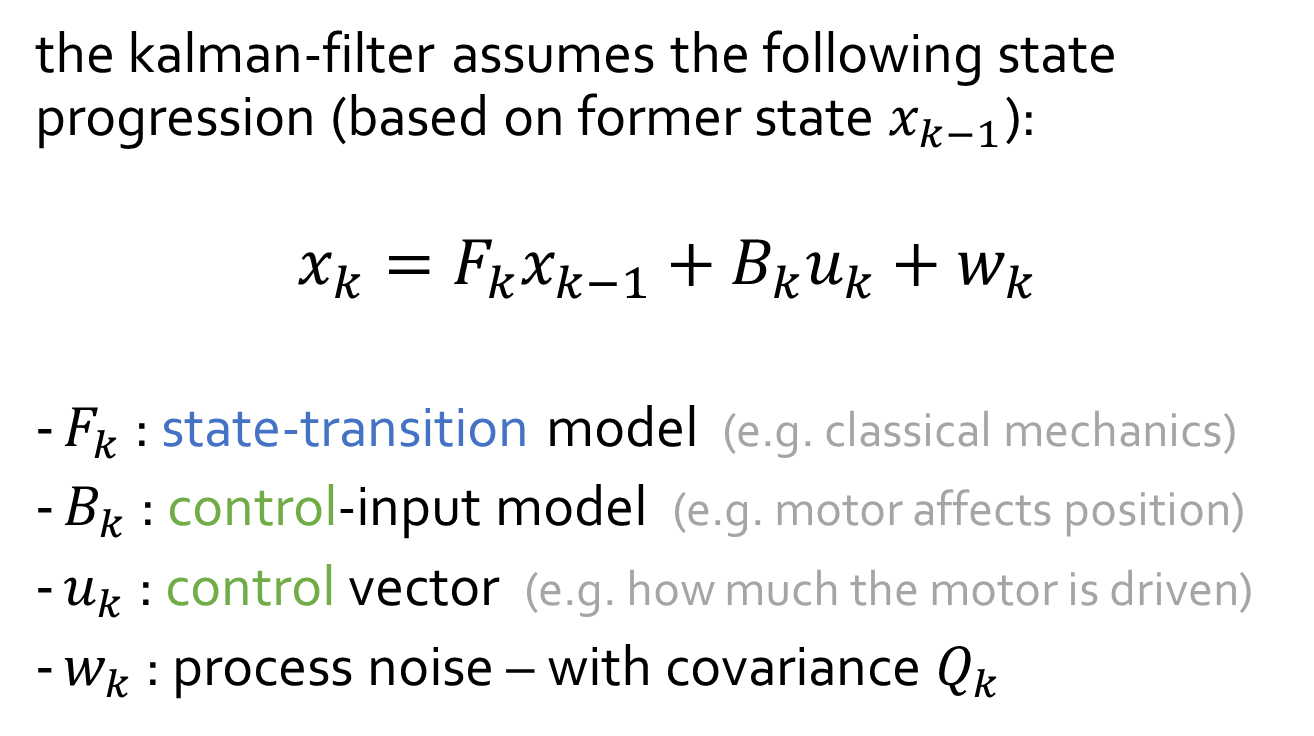 the kalman-filter assumes the following state
progression (based on former state x_{k−1}):
x_k = F_k x_{k−1} + B_k u_k + w_k
- F_k : state-transition model (e.g. classical mechanics)
- B_k : control-input model (e.g. motor affects position)
- u_k : control vector (e.g. how much the motor is driven)
- w_k : process noise – with covariance Q_k